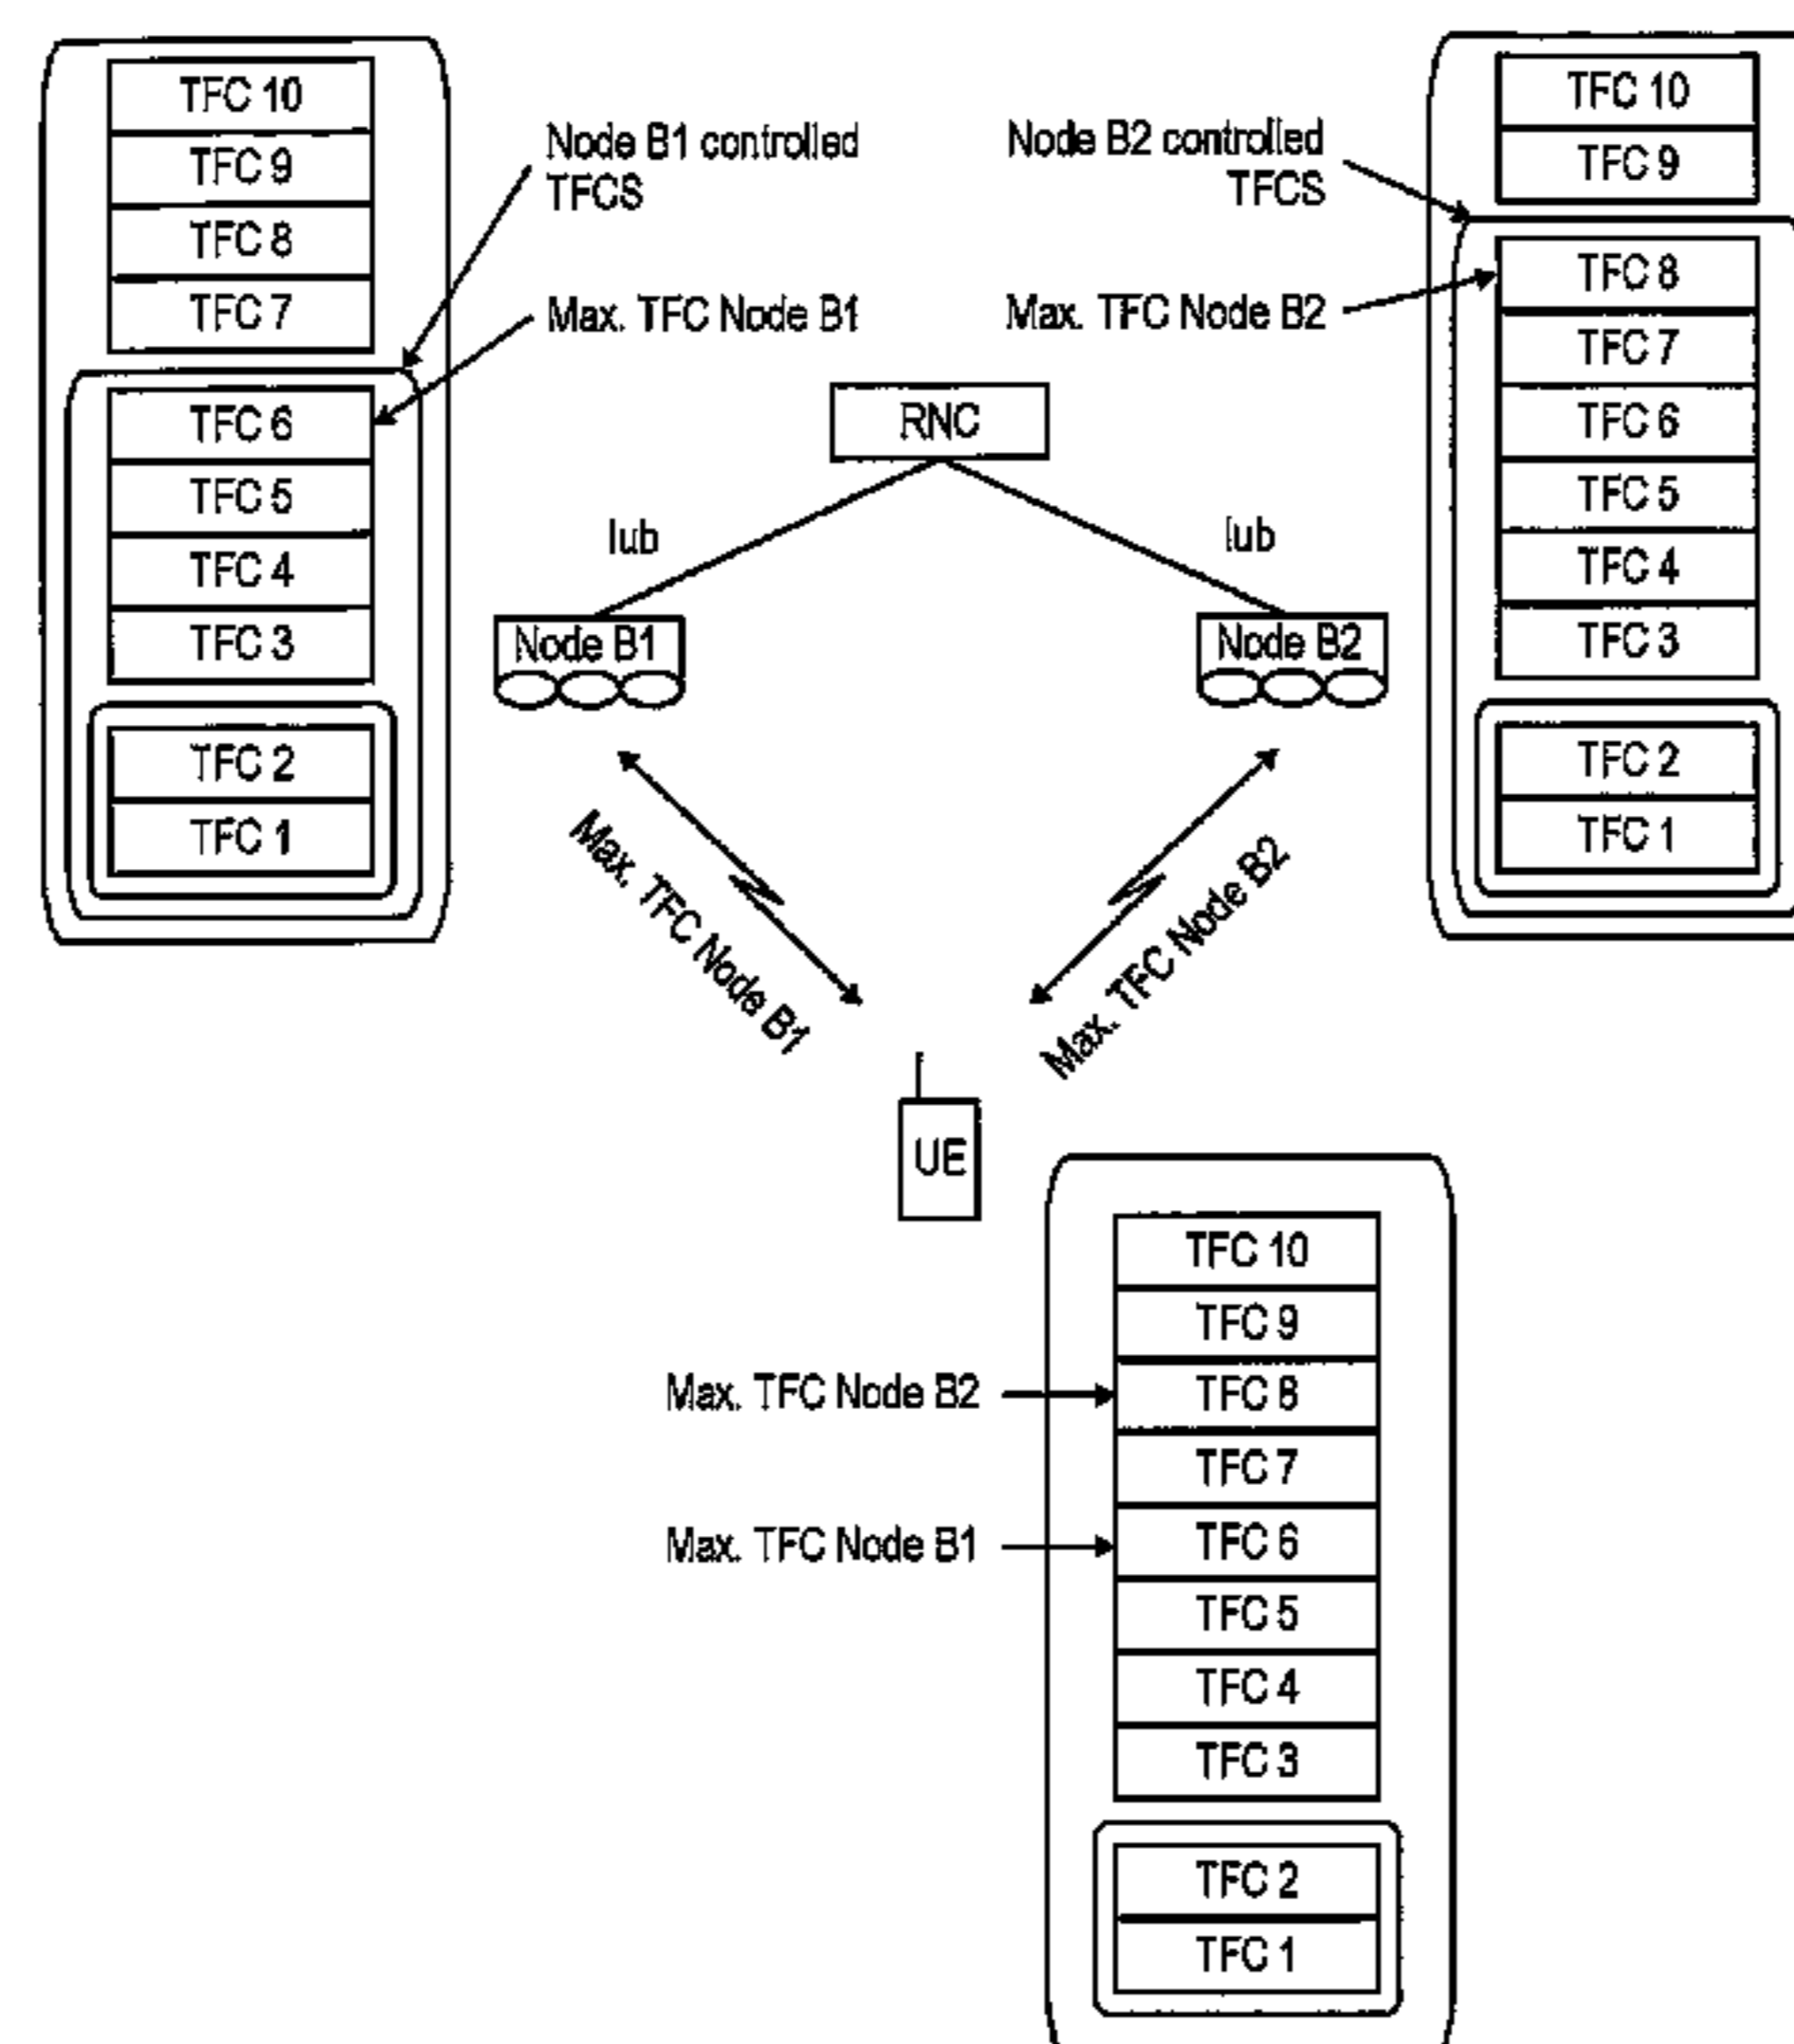 TFC 10
TFC 9
TFC 8
TFC 7
TFC 6
TFC 5
TFC 4
TFC 3
TFC 2
TFC 1
Node B1 controlled
TFCS
Max. TFC Node B1
Node B2 controlled
TFCS
Max. TFC Node B2
TFC 10
TFC 9
TFC 8
TFC 7
TFC 6
TFC 5
TFC 4
TFC 3
TFC 2
TFC 1
RNC
Iub
Iub
Node B1
Node B2
Max. TFC Node B1
Max. TFC Node B2
UE
Max. TFC Node B2
Max. TFC Node B1
TFC 10
TFC 9
TFC 8
TFC 7
TFC 6
TFC 5
TFC 4
TFC 3
TFC 2
TFC 1